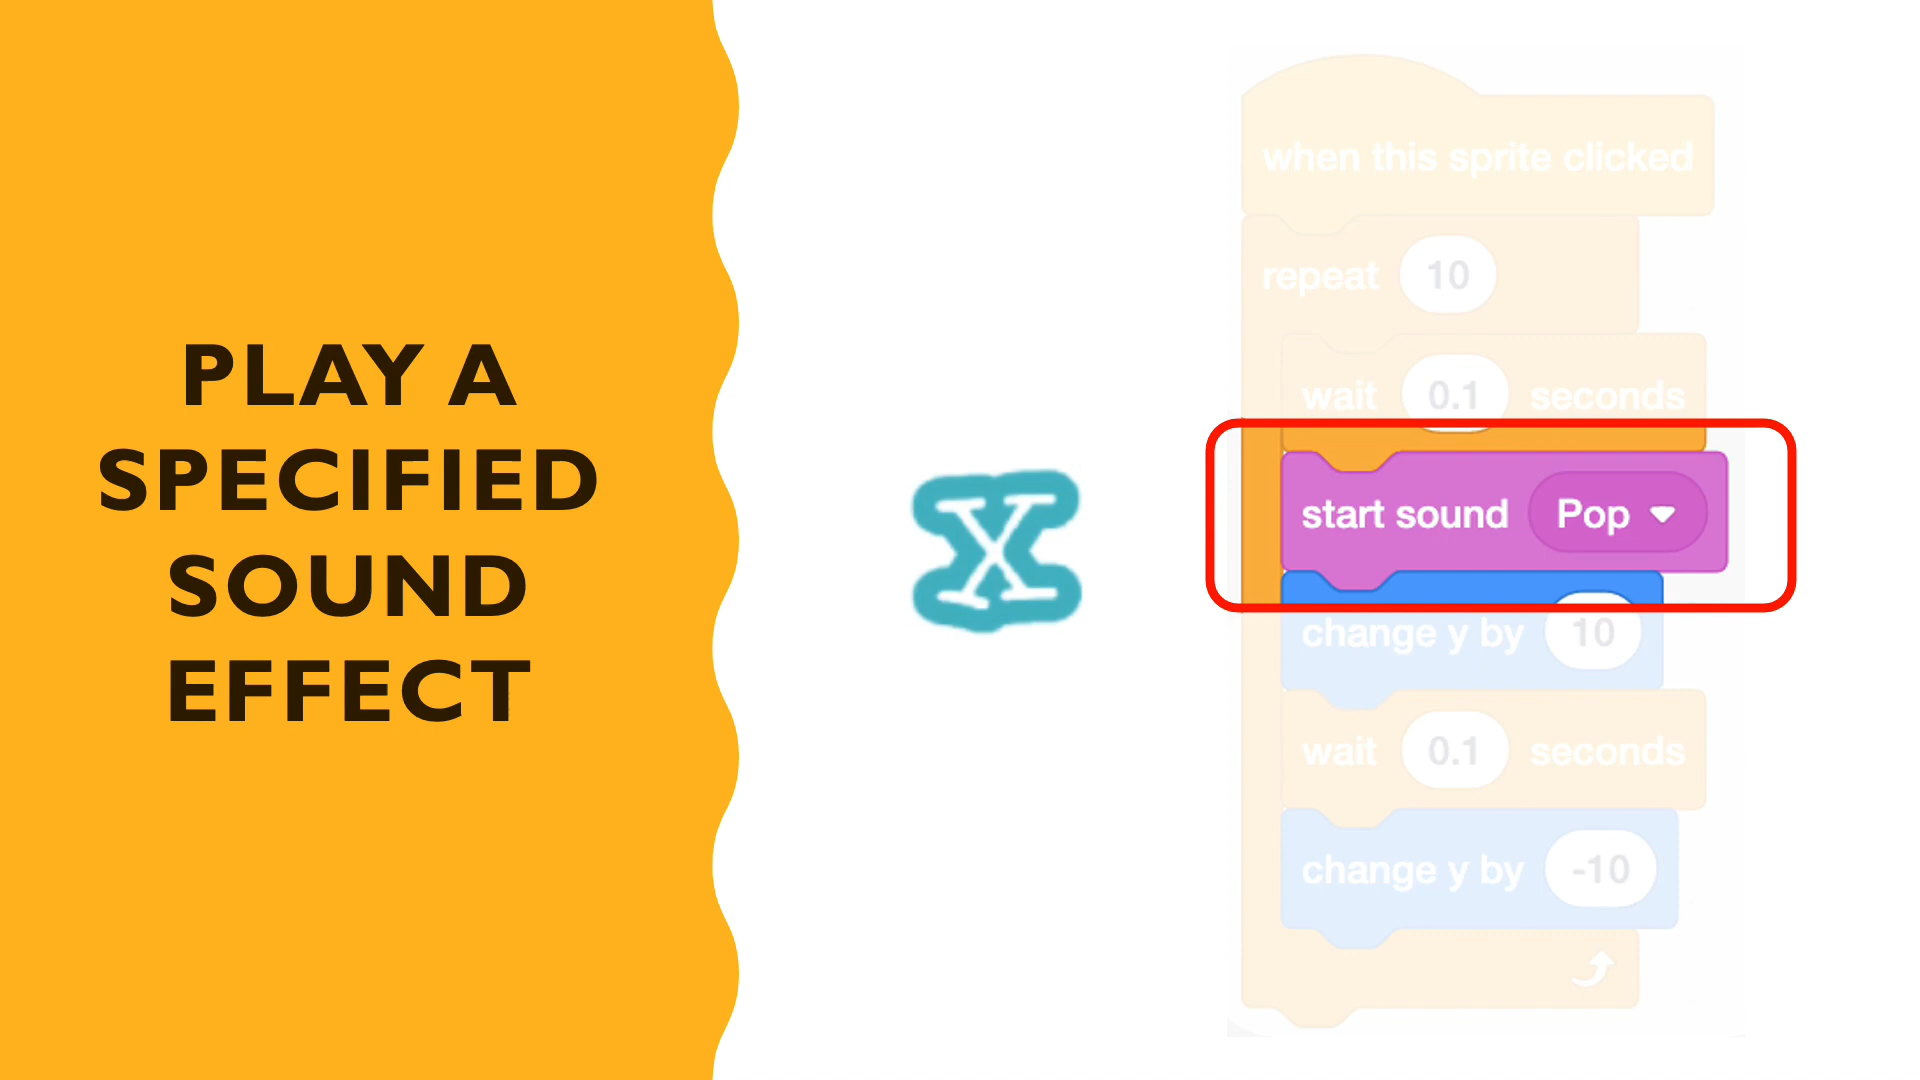 PLAY A
SPECIFIED
SOUND
EFFECT
X
when this sprite clicked
repeat 10
wait 0.1 seconds
start sound Pop
change y by 10
wait 0.1 seconds
change y by -10